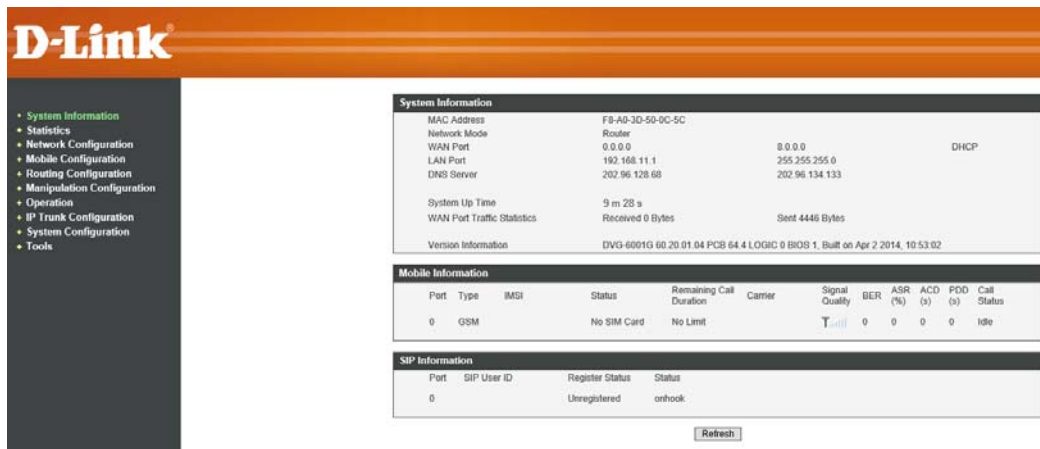 D-Link
System Information
Statistics
Network Configuration
Mobile Configuration
Routing Configuration
Manipulation Configuration
Operation
IP Trunk Configuration
System Configuration
Tools
System Information
MAC Address F8-A0-3D-50-0C-5C
Network Mode Router
WAN Port 0.0.0.0 8.0.0.0 DHCP
LAN Port 192.168.11.1 255.255.255.0
DNS Server 202.96.128.68 202.96.134.133
System Up Time 9 m 28 s
WAN Port Traffic Statistics Received 0 Bytes Sent 4446 Bytes
Version Information DVG-6001G 60.20.01.04 PCB 64.4 LOGIC 0 BIOS 1, Built on Apr 2 2014, 10:53:02
Mobile Information
Port Type IMSI Status Remaining Call Duration Carrier Signal Quality BER ASR (%) ACD (s) PDD (s) Call Status
0 GSM No SIM Card No Limit 0 0 0 0 Idle
SIP Information
Port SIP User ID Register Status Status
0 Unregistered onhook
Refresh